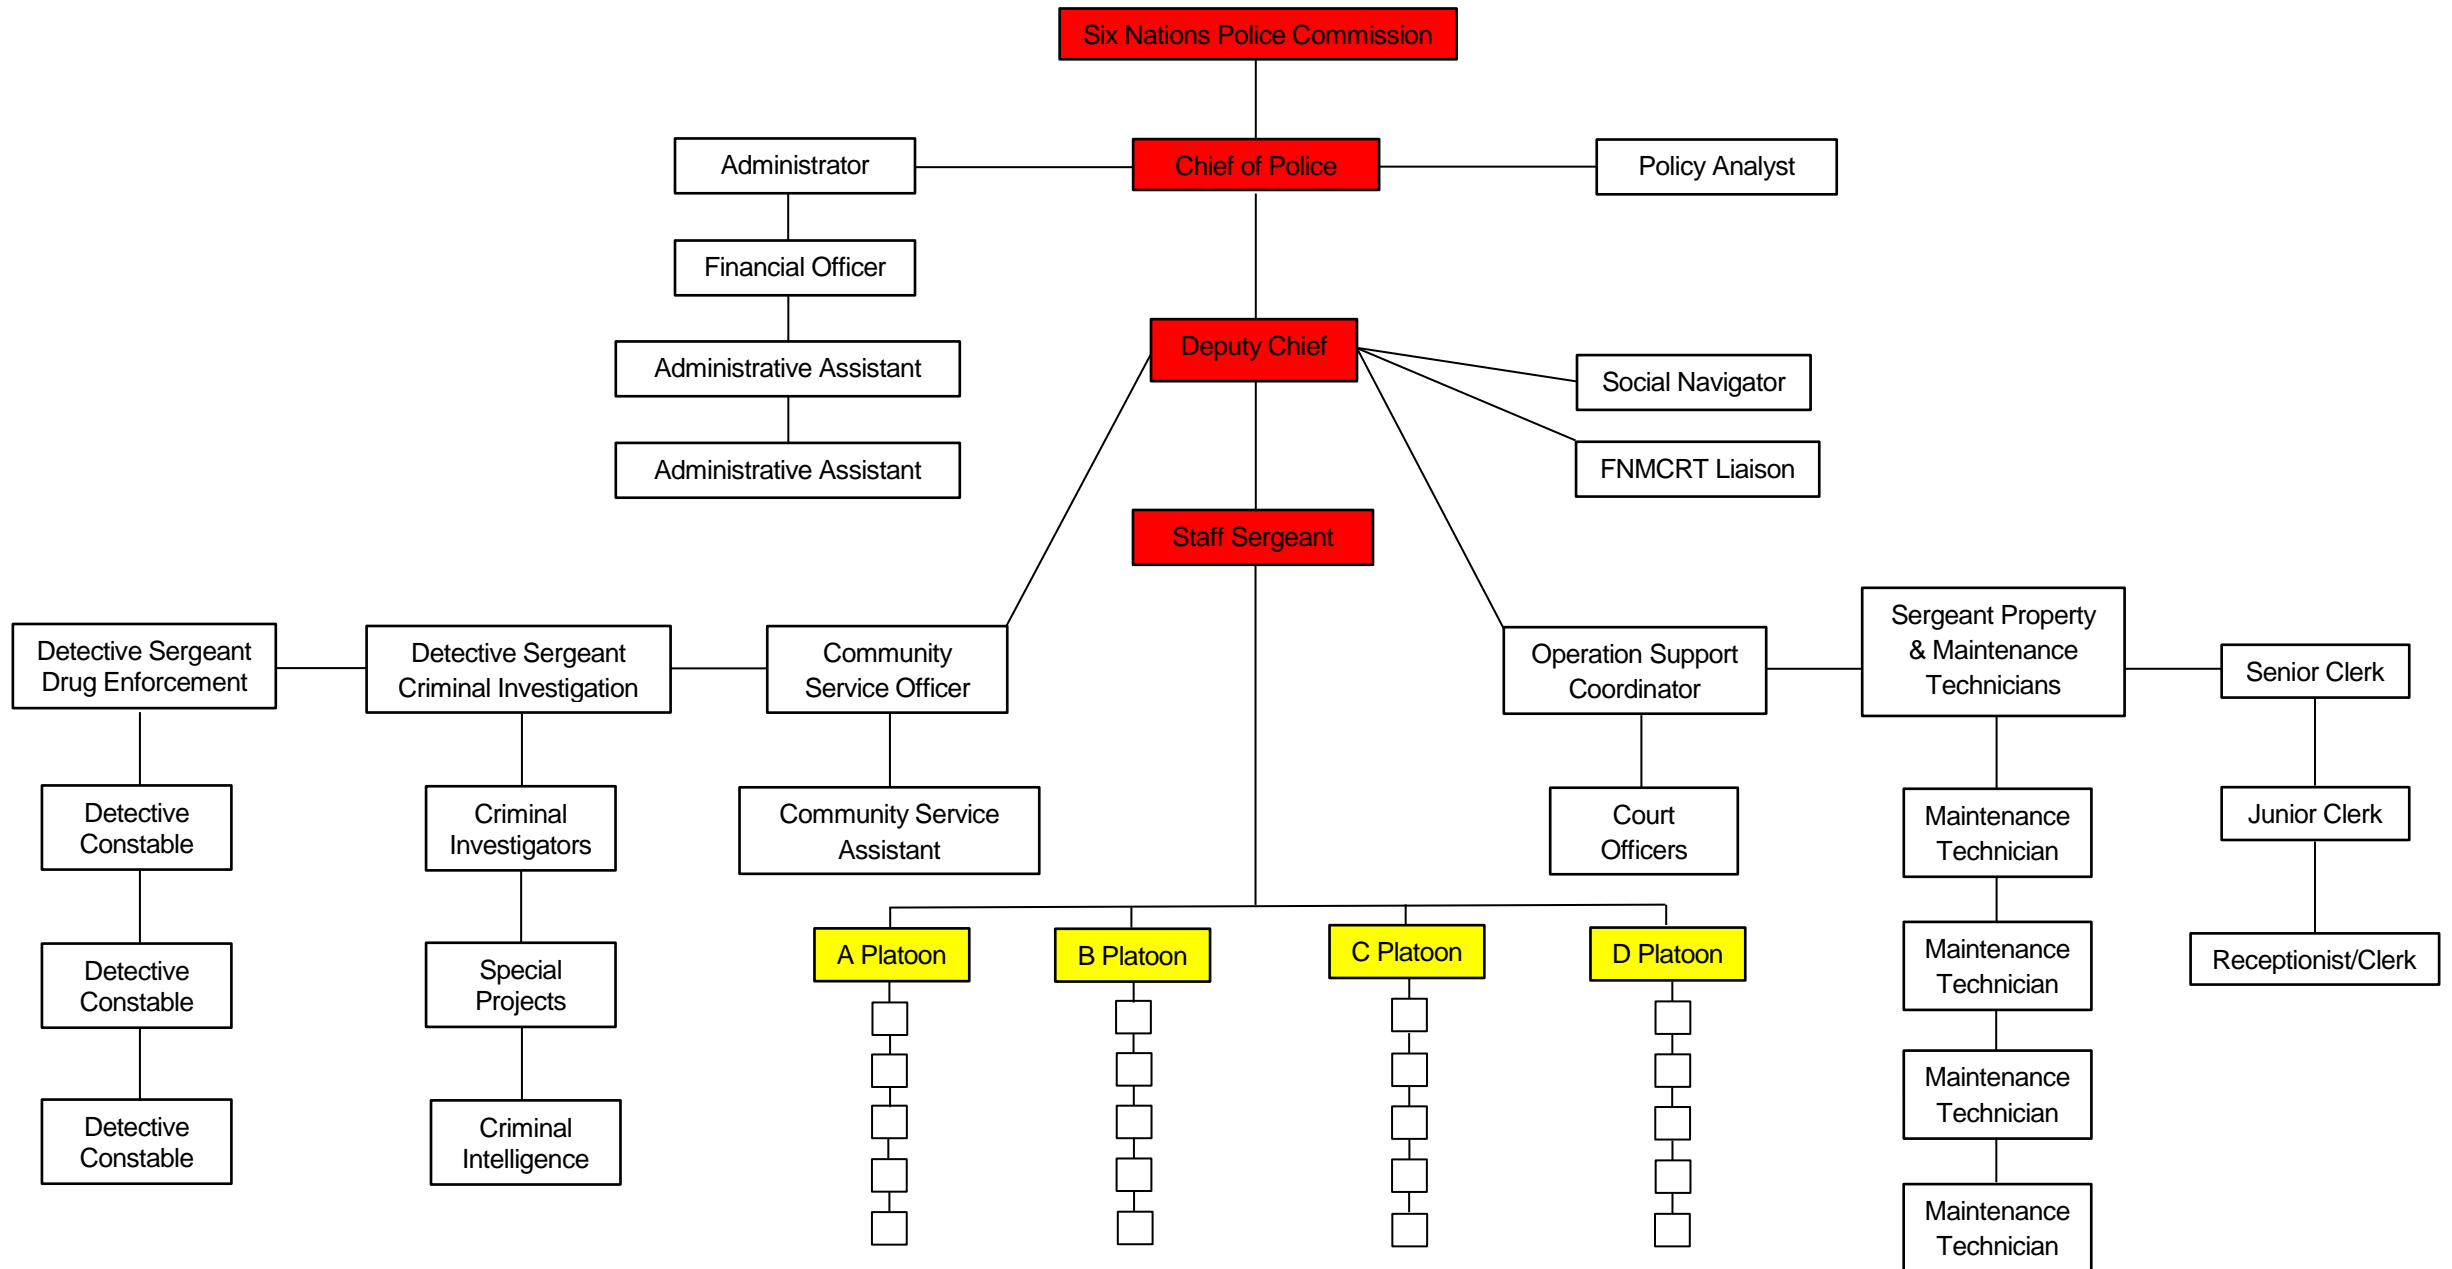 Six Nations Police Commission
Administrator
Chief of Police
Policy Analyst
Financial Officer
Deputy Chief
Administrative Assistant
Social Navigator
Administrative Assistant
FNMCRT Liaison
Staff Sergeant
Detective Sergeant
Drug Enforcement
Detective Sergeant
Criminal Investigation
Community
Service Officer
Operation Support
Coordinator
Sergeant Property
& Maintenance
Technicians
Senior Clerk
Detective
Constable
Criminal
Investigators
Community Service
Assistant
Court
Officers
Maintenance
Technician
Junior Clerk
Detective
Constable
Special
Projects
A Platoon
B Platoon
C Platoon
D Platoon
Maintenance
Technician
Receptionist/Clerk
Detective
Constable
Criminal
Intelligence
Maintenance
Technician
Maintenance
Technician